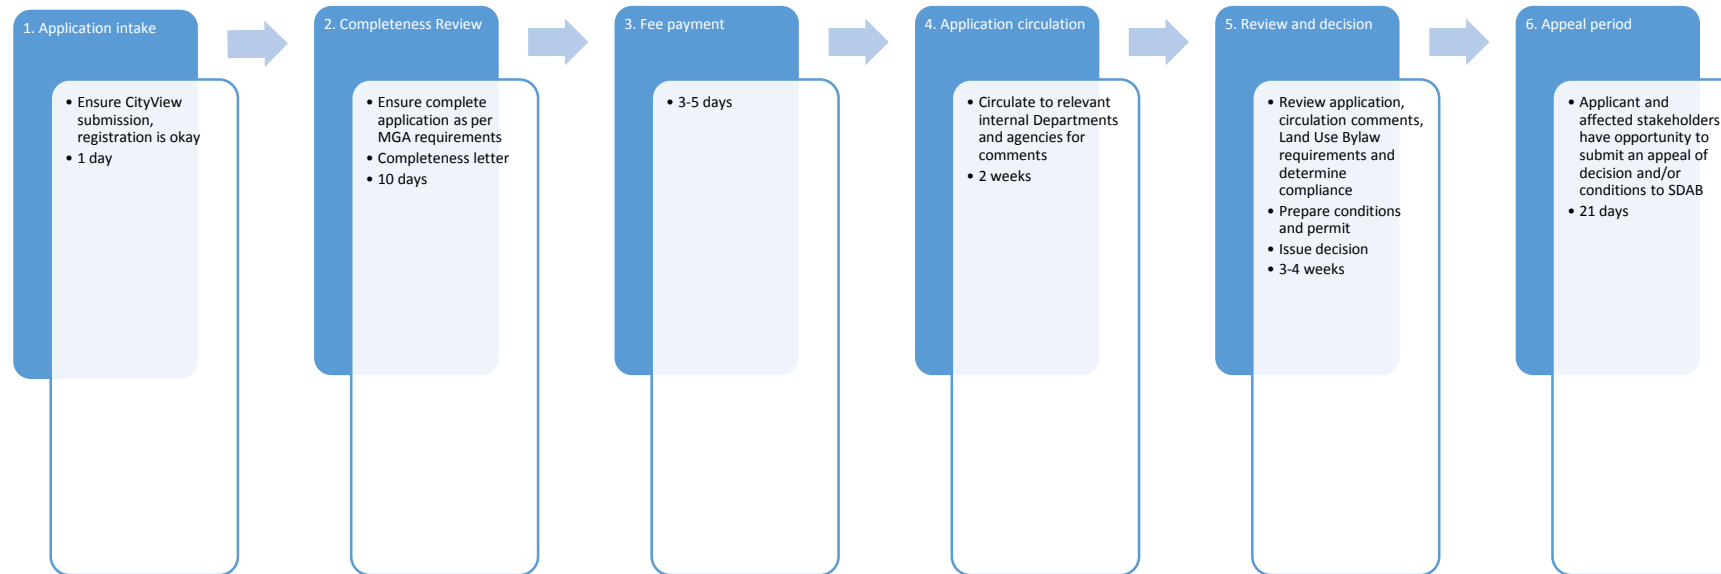 1. Application intake
• Ensure CityView
submission,
registration is okay
• 1 day
2. Completeness Review
• Ensure complete
application as per
MGA requirements
• Completeness letter
• 10 days
3. Fee payment
• 3-5 days
4. Application circulation
• Circulate to relevant
internal Departments
and agencies for
comments
• 2 weeks
5. Review and decision
• Review application,
circulation comments,
Land Use Bylaw
requirements and
determine
compliance
• Prepare conditions
and permit
• Issue decision
• 3-4 weeks
6. Appeal period
• Applicant and
affected stakeholders
have opportunity to
submit an appeal of
decision and/or
conditions to SDAB
• 21 days